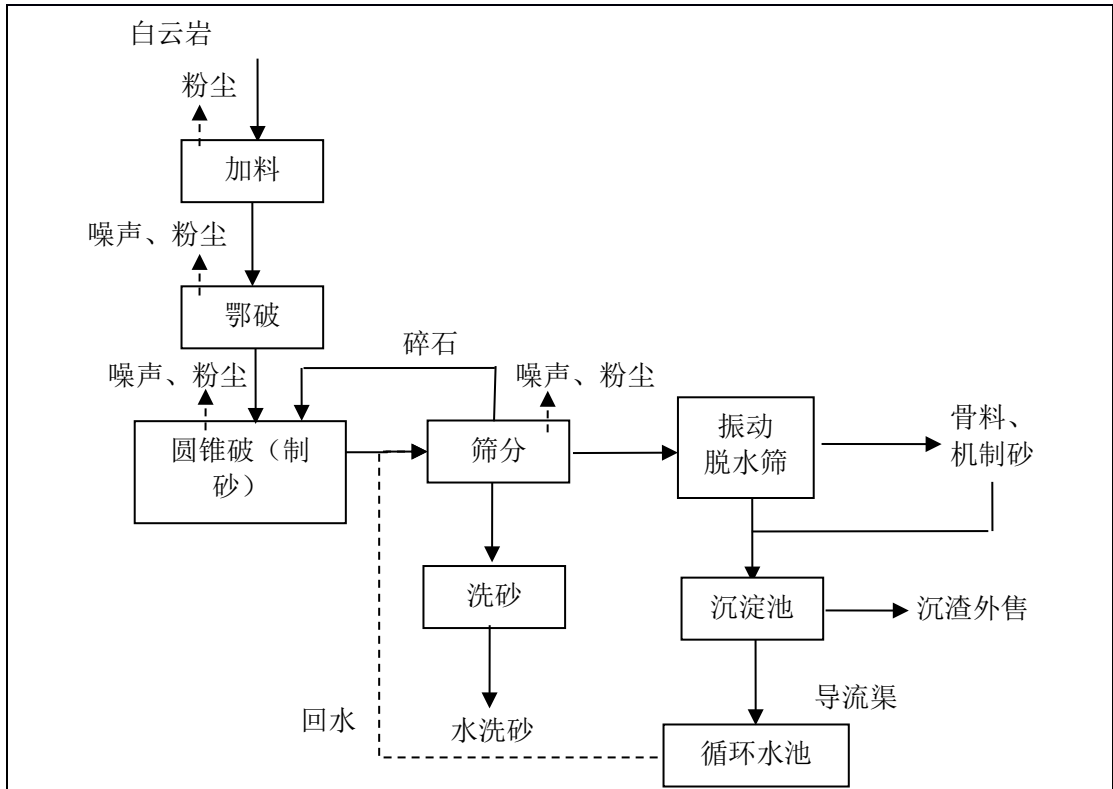 白云岩
粉尘
加料
噪声、粉尘
鄂破
碎石
噪声、粉尘
噪声、粉尘
圆锥破（制
砂）
筛分
振动
脱水筛
骨料、
机制砂
洗砂
沉淀池
沉渣外售
导流渠
回水
水洗砂
循环水池